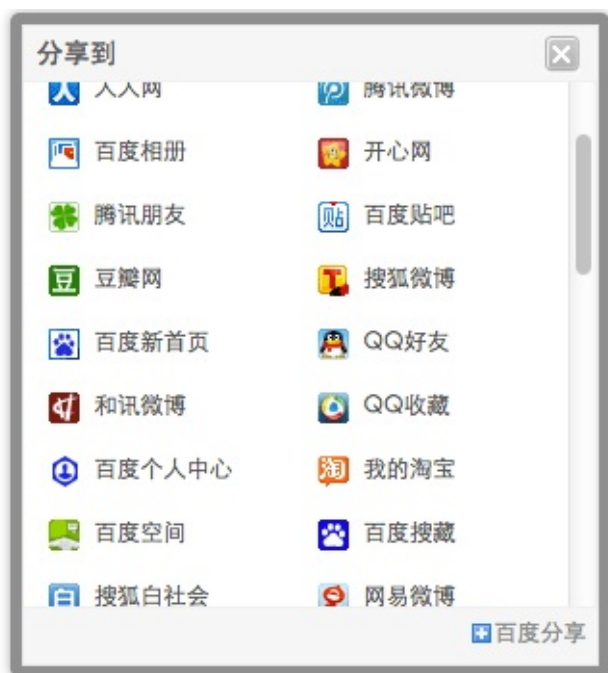 分享到
人人网 腾讯微博
百度相册 开心网
腾讯朋友 贴 百度贴吧
豆 豆瓣网 搜狐微博
百度新首页 QQ好友
和讯微博 QQ收藏
百度个人中心 淘 我的淘宝
百度空间 百度搜藏
白 搜狐白社会 网易微博
百度分享